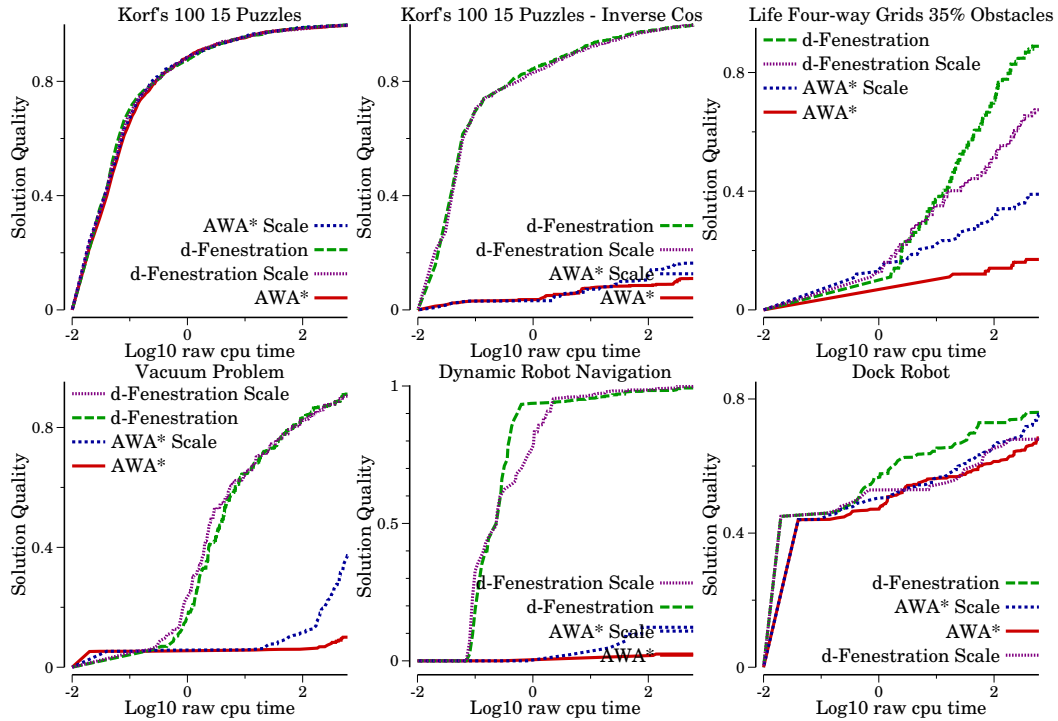 Korf's 100 15 Puzzles
Solution Quality
0.8
0.4
0
AWA* Scale
d-Fenestration
d-Fenestration Scale
AWA*
-2
0
2
Log10 raw cpu time
Korf's 100 15 Puzzles - Inverse Cos
Solution Quality
0.8
0.4
0
d-Fenestration
d-Fenestration Scale
AWA* Scale
AWA*
-2
0
2
Log10 raw cpu time
Life Four-way Grids 35% Obstacles
Solution Quality
0.8
0.4
0
d-Fenestration
d-Fenestration Scale
AWA* Scale
AWA*
-2
0
2
Log10 raw cpu time
Vacuum Problem
Solution Quality
0.8
0.4
0
d-Fenestration Scale
d-Fenestration
AWA* Scale
AWA*
-2
0
2
Log10 raw cpu time
Dynamic Robot Navigation
Solution Quality
1
0.5
0
d-Fenestration Scale
d-Fenestration
AWA* Scale
AWA*
-2
0
2
Log10 raw cpu time
Dock Robot
Solution Quality
0.8
0.4
0
d-Fenestration
AWA* Scale
AWA*
d-Fenestration Scale
-2
0
2
Log10 raw cpu time